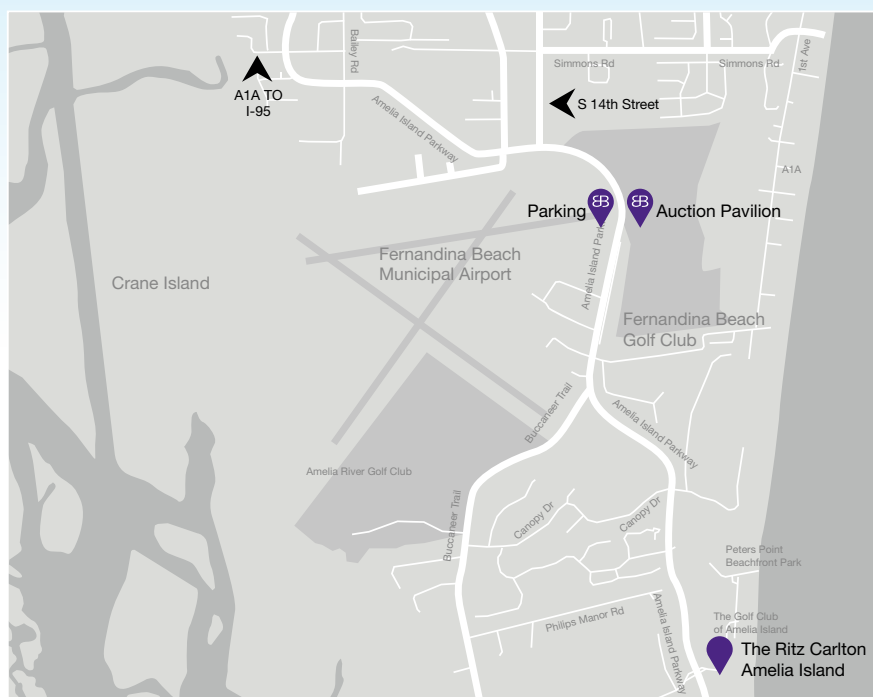 Simmons Rd
Simmons Rd
1st Ave
Bailey Rd
A1A TO
I-95
S 14th Street
Amelia Island Parkway
A1A
Parking
Auction Pavilion
Amelia Island Park
Fernandina Beach
Municipal Airport
Crane Island
Fernandina Beach
Golf Club
Buccaneer Trail
Amelia Island Parkway
Amelia River Golf Club
Buccaneer Trail
Canopy Dr
Canopy Dr
Peters Point
Beachfront Park
Philips Manor Rd
Amelia Island Parkway
The Golf Club
of Amelia Island
The Ritz Carlton
Amelia Island